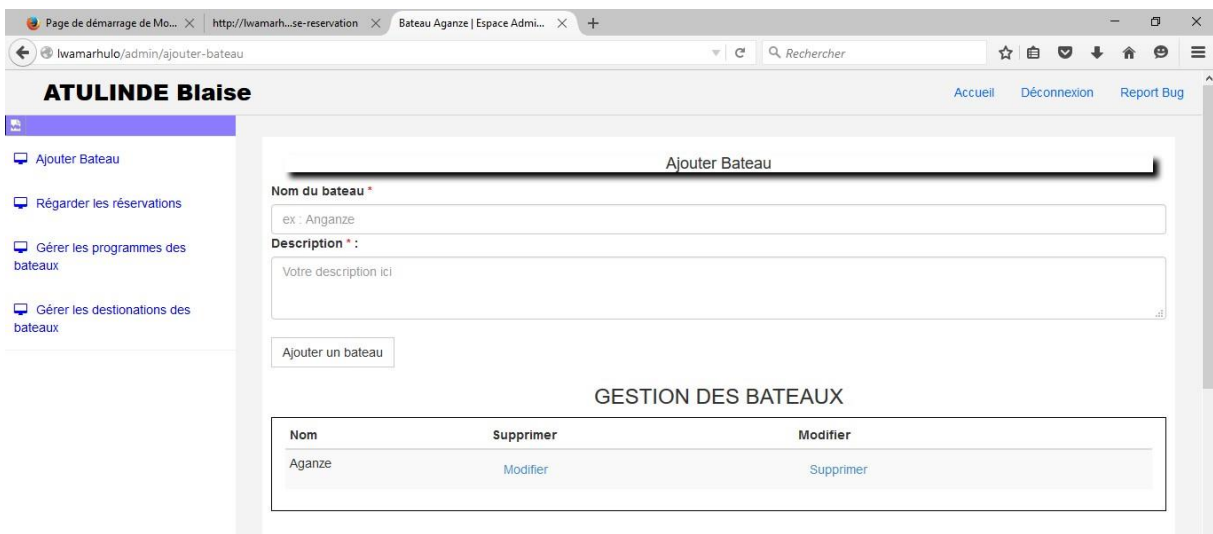 Page de démarrage de Mo...
http://lwamarh...se-reservation
Bateau Aganze | Espace Admi...
lwamarhulo/admin/ajouter-bateau
Rechercher
ATULINDE Blaise
Accueil Déconnexion Report Bug
Ajouter Bateau
Régarder les réservations
Gérer les programmes des
bateaux
Gérer les destionations des
bateaux
Ajouter Bateau
Nom du bateau *
ex : Anganze
Description * :
Votre description ici
Ajouter un bateau
GESTION DES BATEAUX
Nom Supprimer Modifier
Aganze Modifier Supprimer